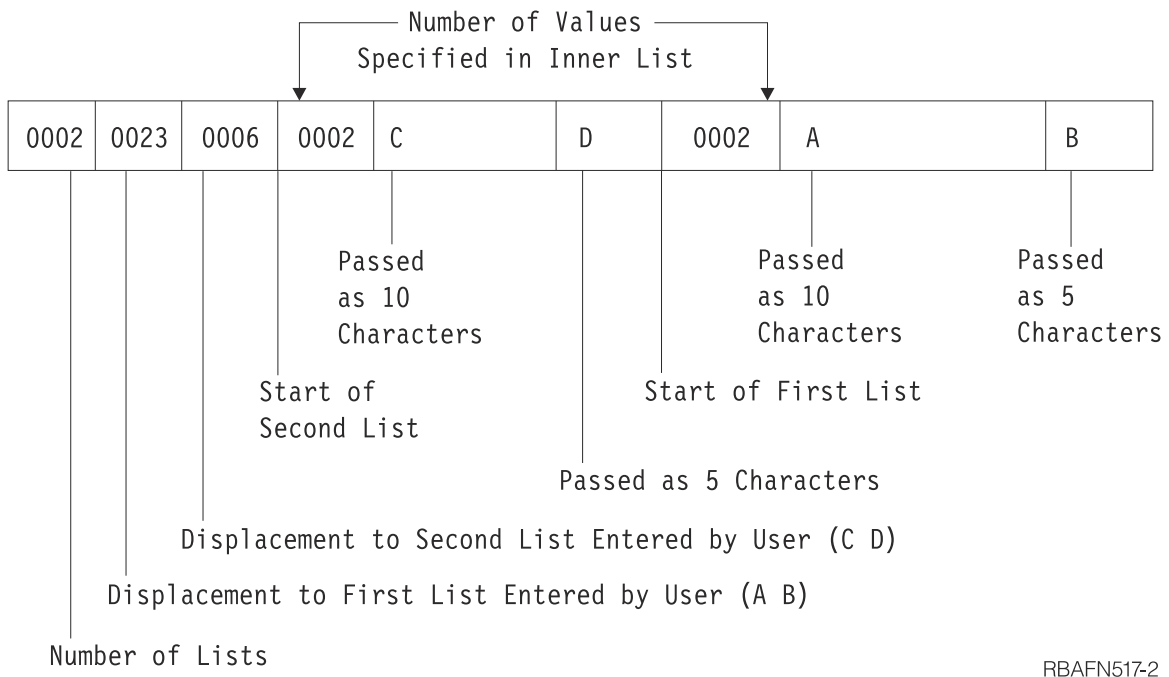 Number of Values
Specified in Inner List
0002 0023 0006 0002 C D 0002 A B
Passed
as 10
Characters
Passed
as 10
Characters
Passed
as 5
Characters
Start of
Second List
Start of First List
Passed as 5 Characters
Displacement to Second List Entered by User (C D)
Displacement to First List Entered by User (A B)
Number of Lists
RBAFN517-2